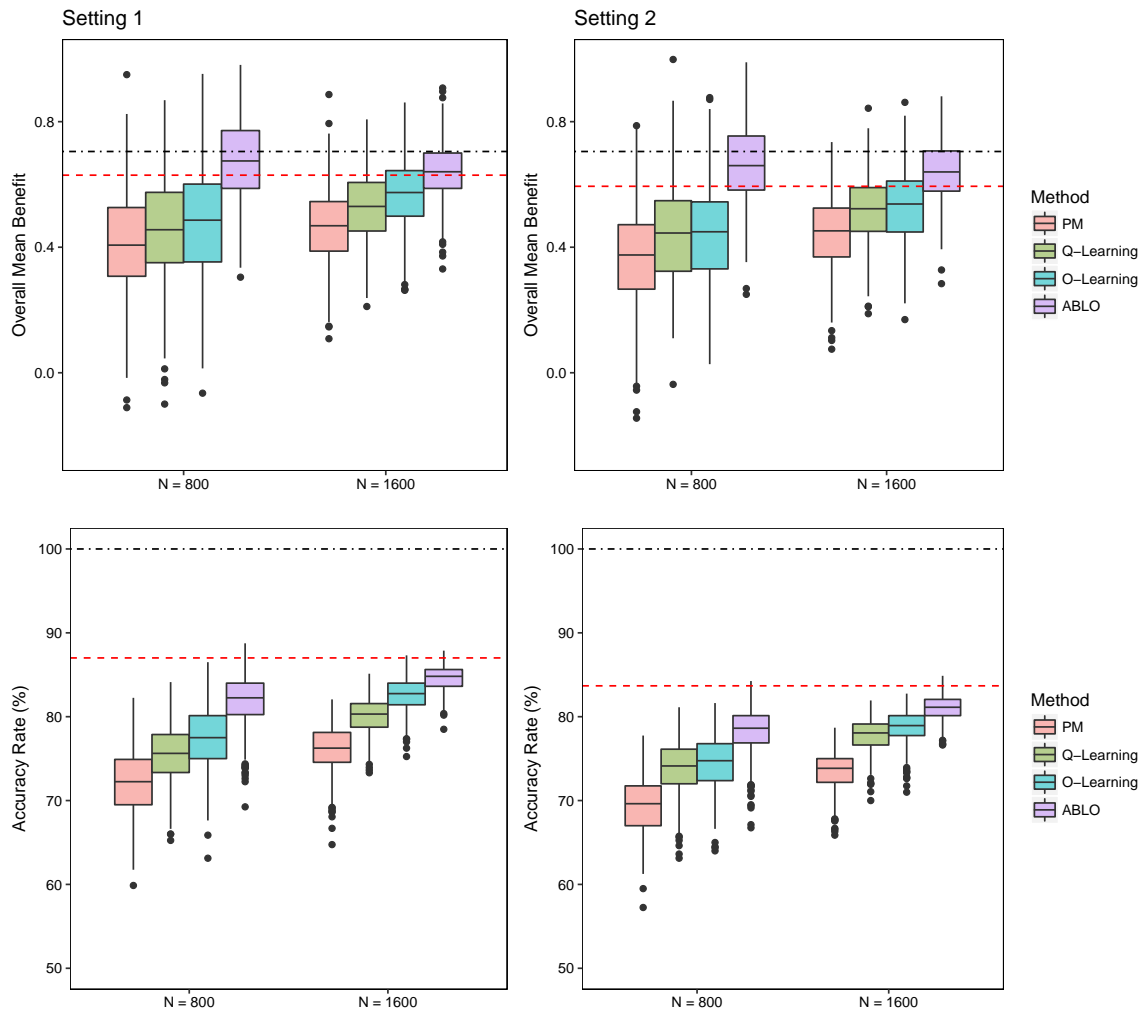 Setting 1
Setting 2
Overall Mean Benefit
0.8
0.4
0.0
N = 800
N = 1600
Overall Mean Benefit
0.8
0.4
0.0
N = 800
N = 1600
Method
PM
Q−Learning
O−Learning
ABLO
Accuracy Rate (%)
100
90
80
70
60
50
N = 800
N = 1600
Accuracy Rate (%)
100
90
80
70
60
50
N = 800
N = 1600
Method
PM
Q−Learning
O−Learning
ABLO